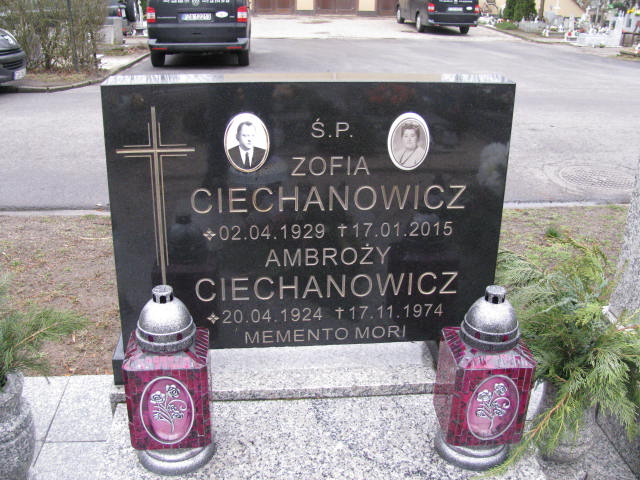 Ś.P.
ZOFIA
CIECHANOWICZ
02.04.1929 †17.01.2015
AMBROŻY
CIECHANOWICZ
20.04.1924 †17.11.1974
MEMENTO MORI